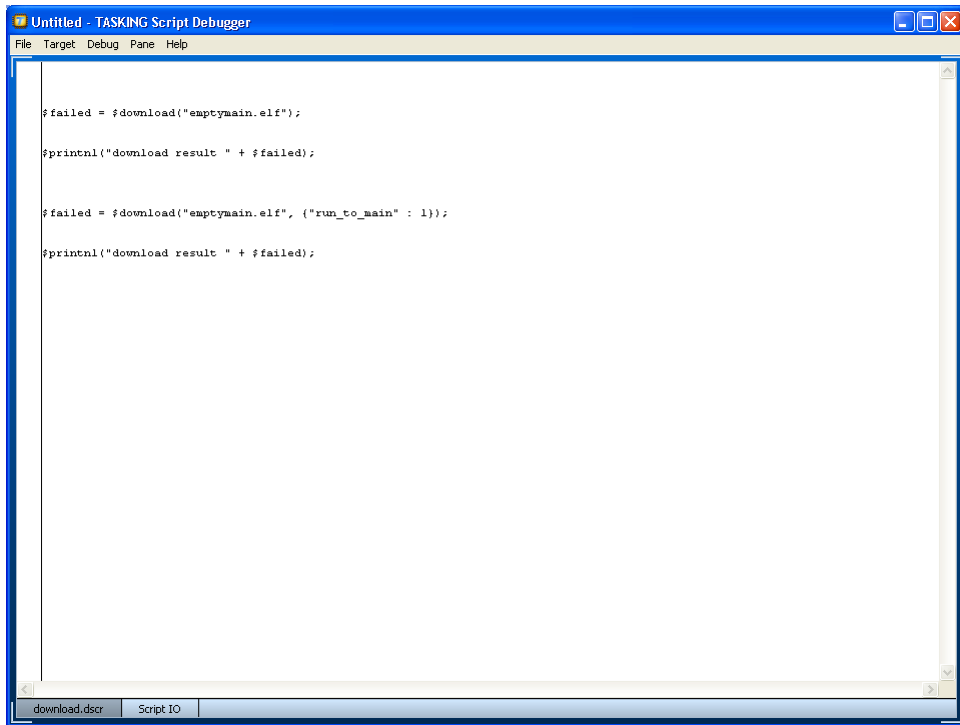 Untitled - TASKING Script Debugger
File Target Debug Pane Help
$failed = $download("emptymain.elf");
$printnl("download result " + $failed);
$failed = $download("emptymain.elf", {"run_to_main" : 1});
$printnl("download result " + $failed);
download.dscr Script IO